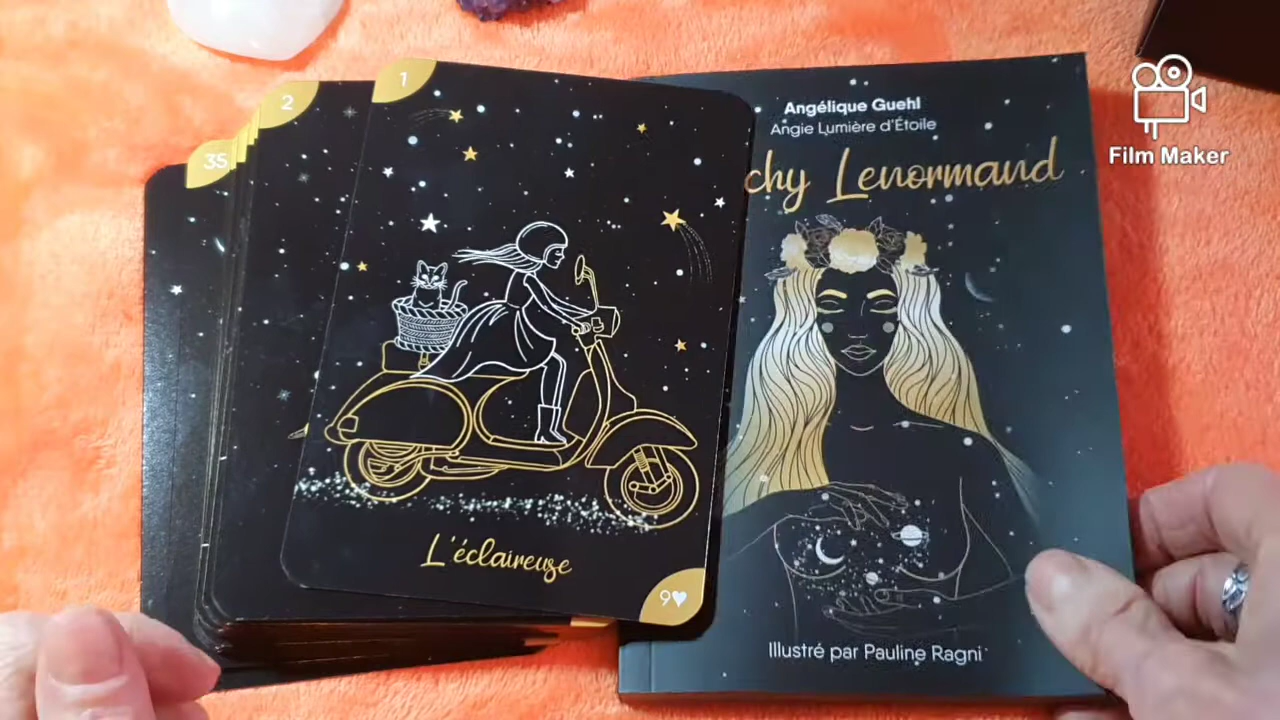 1
2
35
L'éclaireuse
9♥
Angélique Guehl
Angie Lumière d'Étoile
chy Lenormand
Illustré par Pauline Ragni
Film Maker